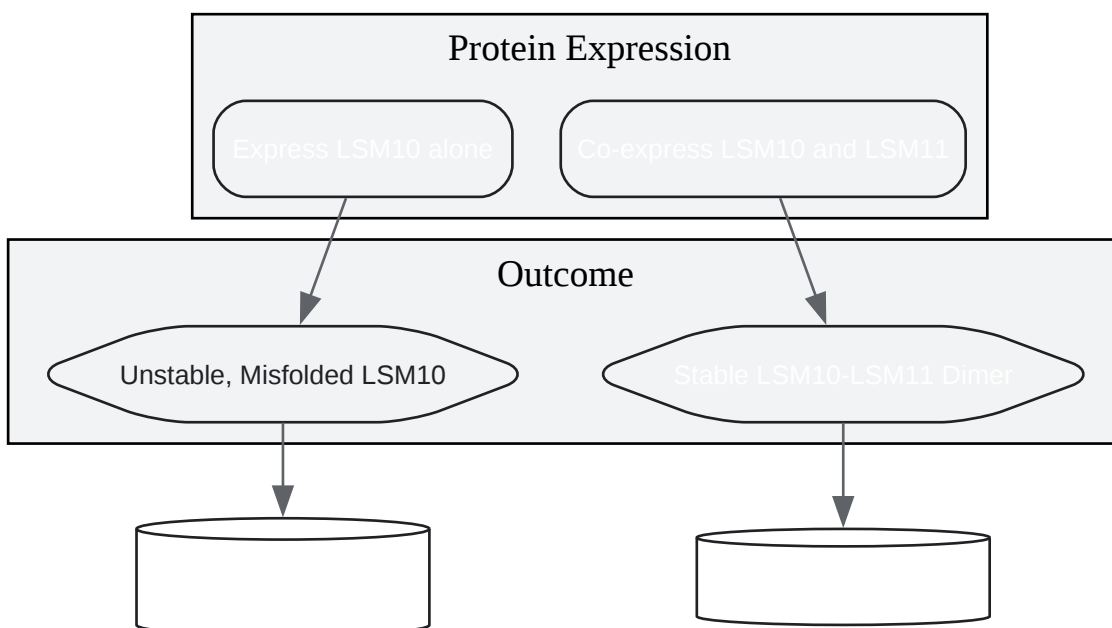 Protein Expression
Express LSM10 alone
Co-express LSM10 and LSM11
Outcome
Unstable, Misfolded LSM10
Stable LSM10-LSM11 Dimer